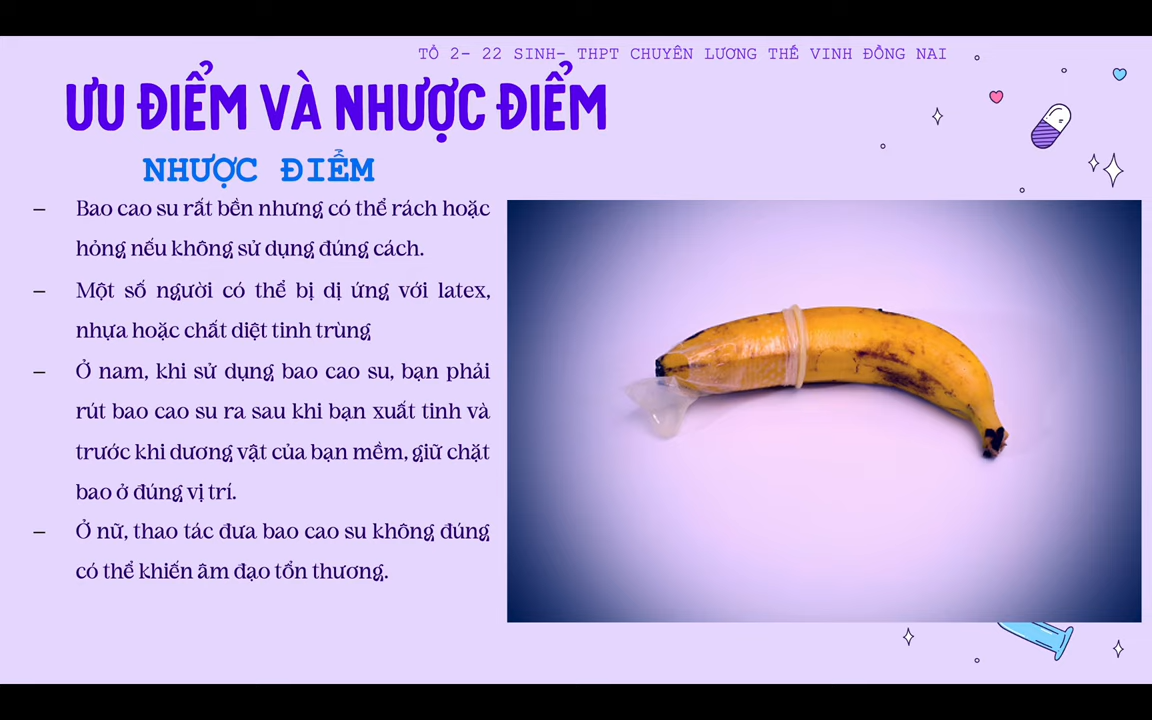 TỔ 2- 22 SINH- THPT CHUYÊN LƯƠNG THẾ VINH ĐỒNG NAI
ƯU ĐIỂM VÀ NHƯỢC ĐIỂM
NHƯỢC ĐIỂM
– Bao cao su rất bền nhưng có thể rách hoặc
hỏng nếu không sử dụng đúng cách.
– Một số người có thể bị dị ứng với latex,
nhựa hoặc chất diệt tinh trùng
– Ở nam, khi sử dụng bao cao su, bạn phải
rút bao cao su ra sau khi bạn xuất tinh và
trước khi dương vật của bạn mềm, giữ chặt
bao ở đúng vị trí.
– Ở nữ, thao tác đưa bao cao su không đúng
có thể khiến âm đạo tổn thương.